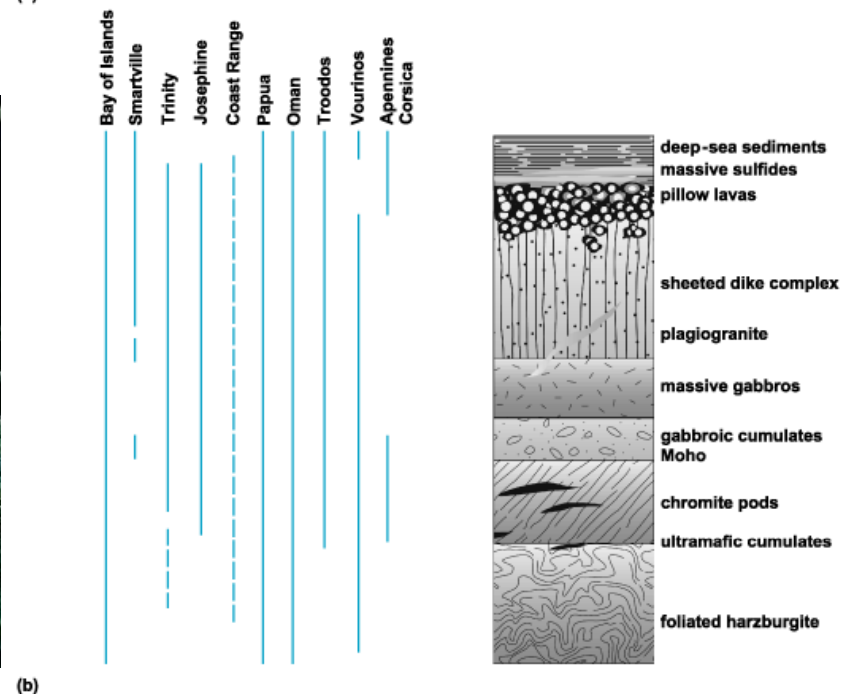 Bay of Islands
Smartville
Trinity
Josephine
Coast Range
Papua
Oman
Troodos
Vourinos
Apennines
Corsica
deep-sea sediments
massive sulfides
pillow lavas
sheeted dike complex
plagiogranite
massive gabbros
gabbroic cumulates
Moho
chromite pods
ultramafic cumulates
foliated harzburgite
(b)